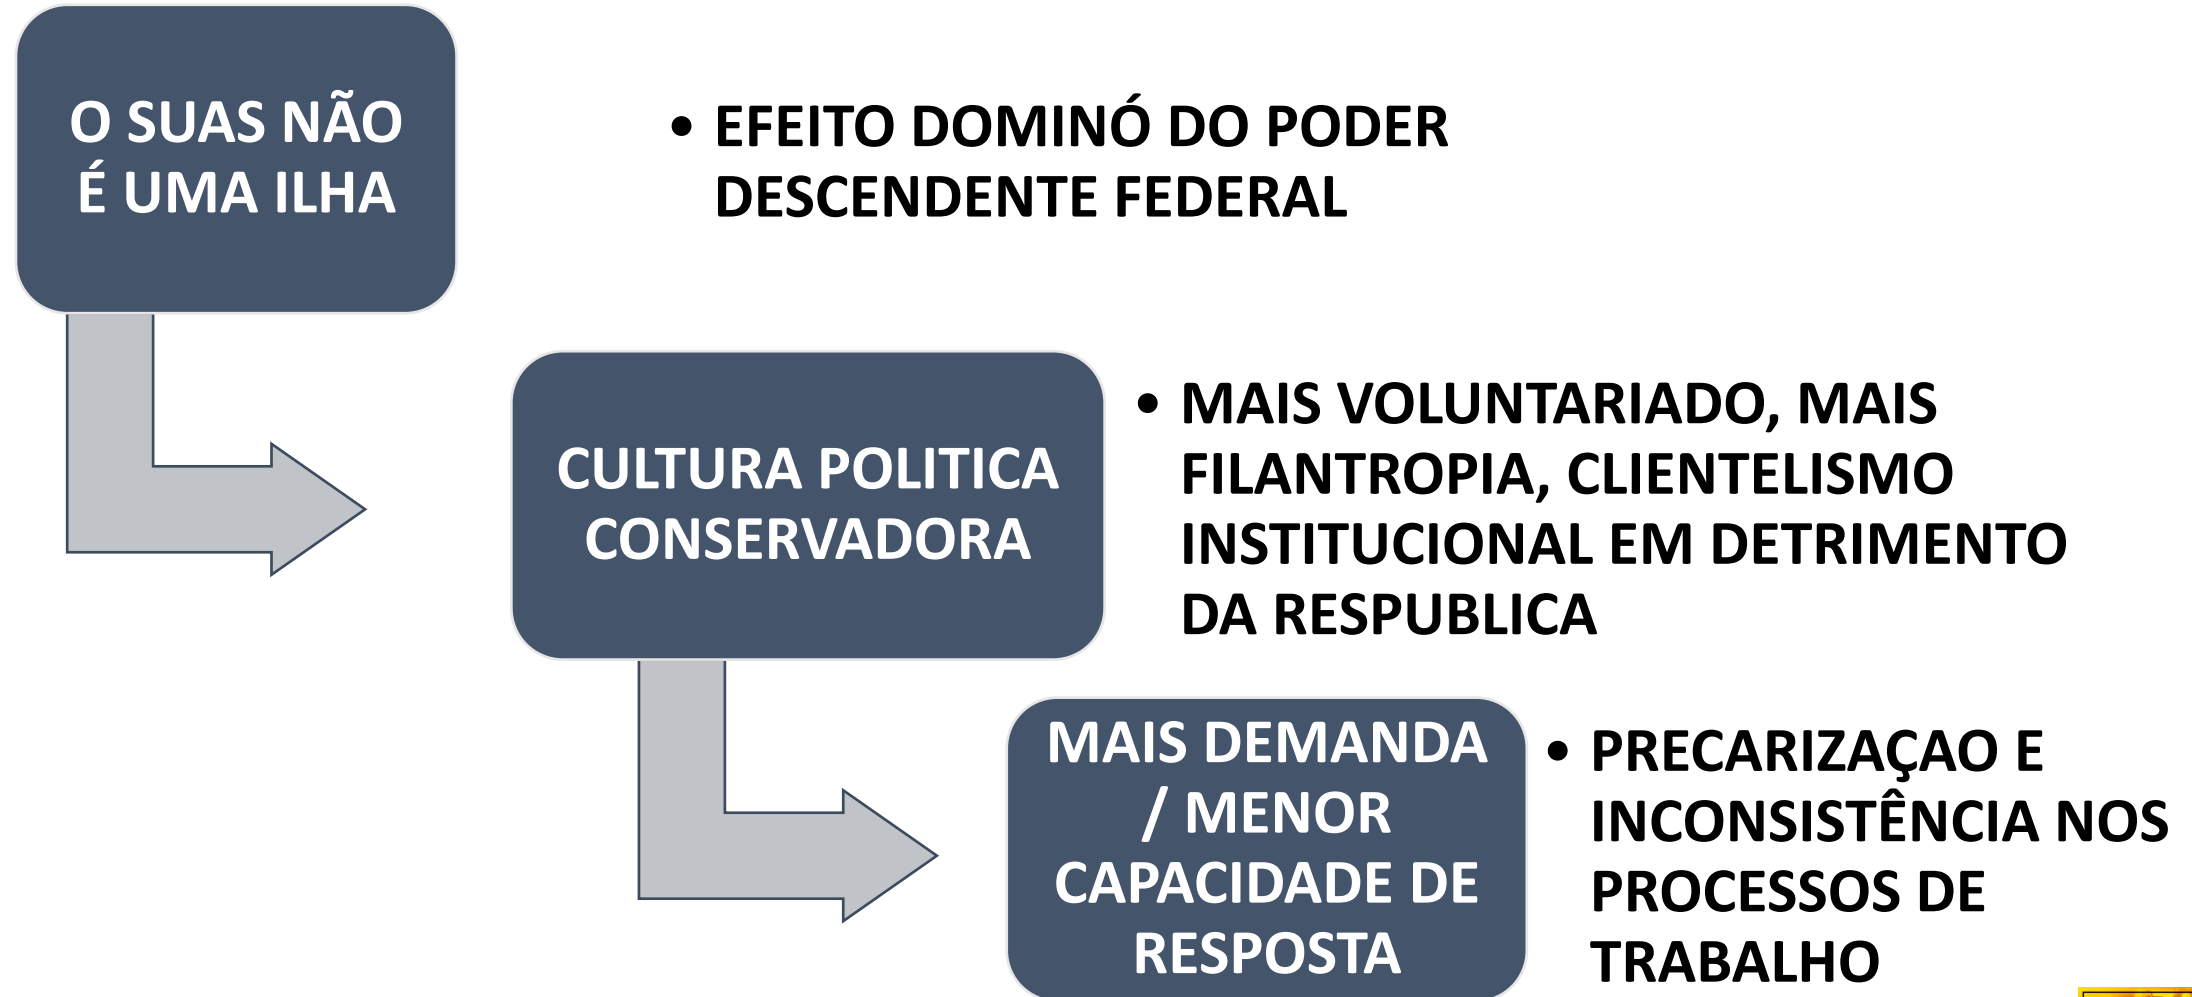 O SUAS NÃO
É UMA ILHA
• EFEITO DOMINÓ DO PODER
DESCENDENTE FEDERAL
CULTURA POLITICA
CONSERVADORA
• MAIS VOLUNTARIADO, MAIS
FILANTROPIA, CLIENTELISMO
INSTITUCIONAL EM DETRIMENTO
DA RESPUBLICA
MAIS DEMANDA
/ MENOR
CAPACIDADE DE
RESPOSTA
• PRECARIZAÇAO E
INCONSISTÊNCIA NOS
PROCESSOS DE
TRABALHO